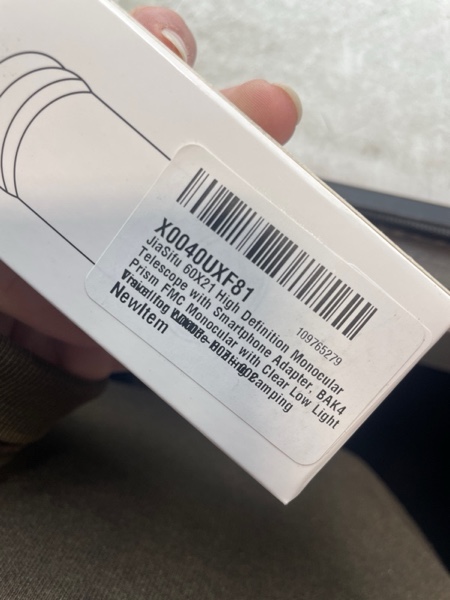 X0040UXF81
109765279
JiaSifu 60X21 High Definition Monocular
Telescope with Smartphone Adapter, BAK4
Prism FMC Monocular with Clear Low Light
Camping
NewItem